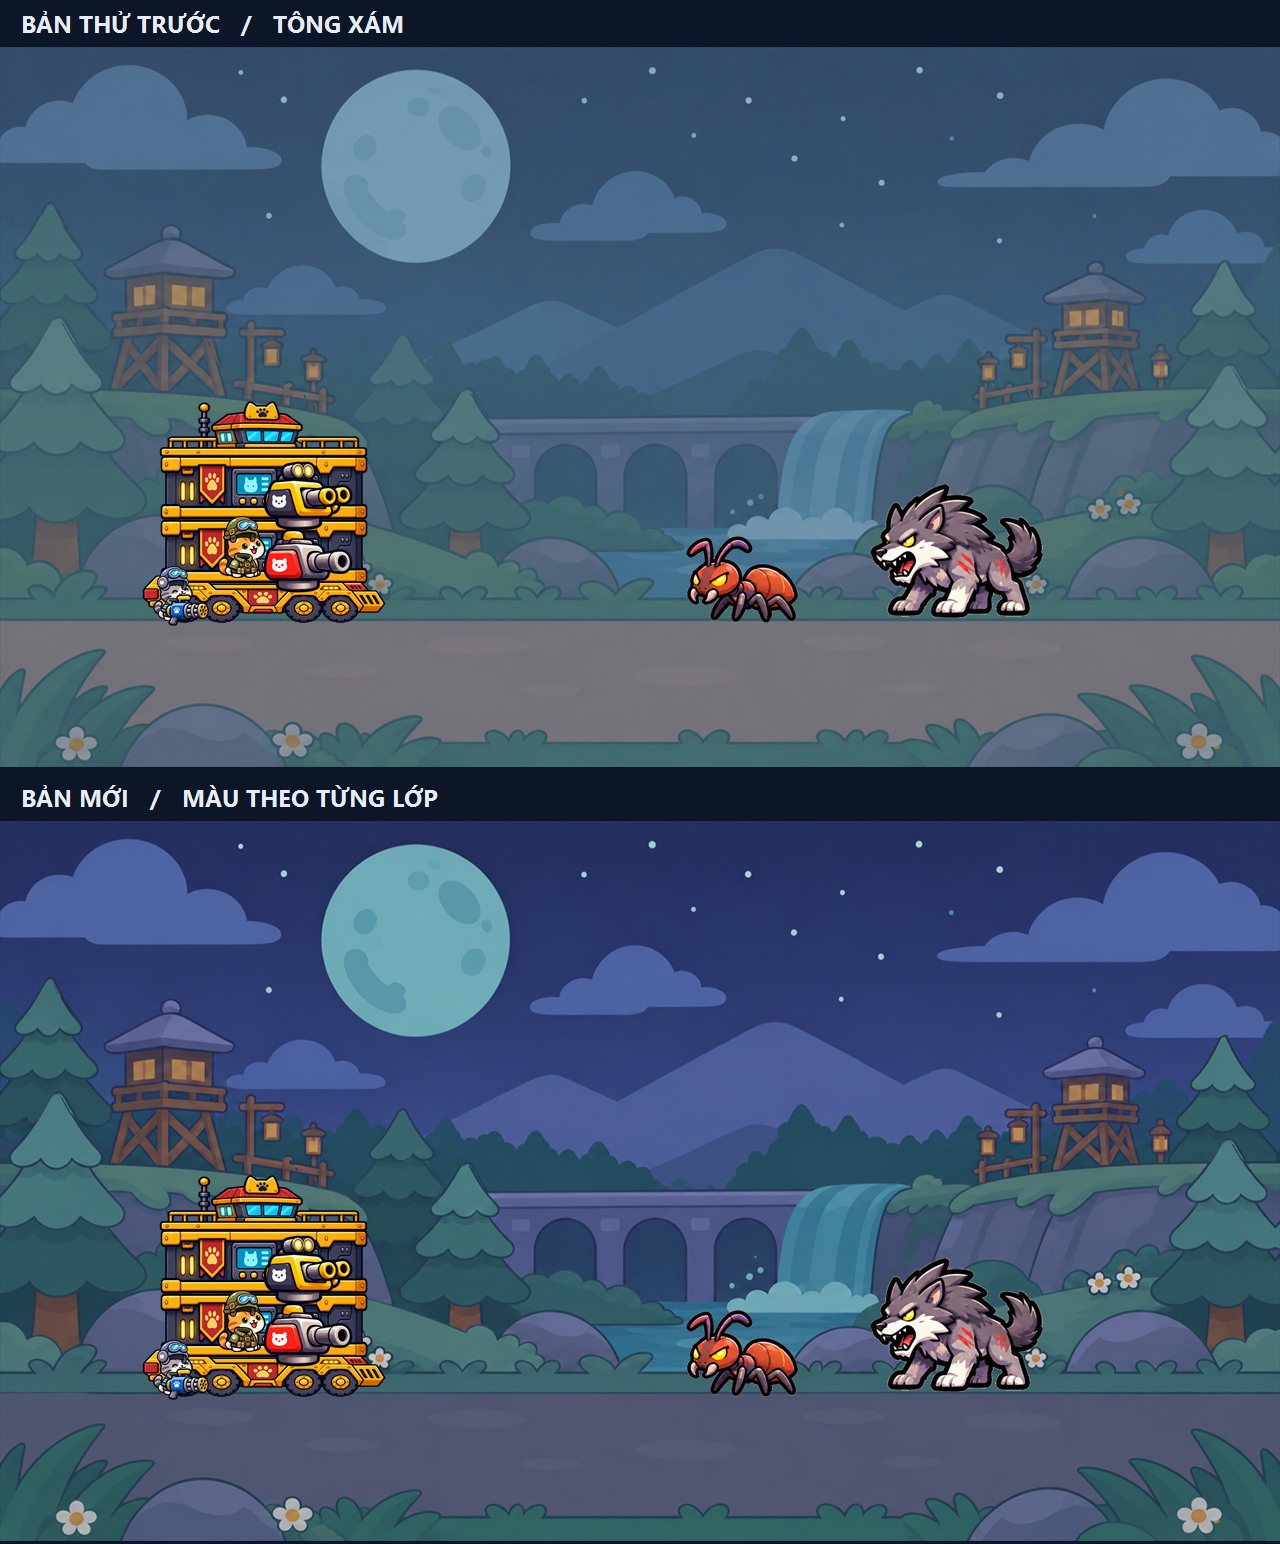 BẢN THỬ TRƯỚC / TÔNG XÁM
BẢN MỚI / MÀU THEO TỪNG LỚP